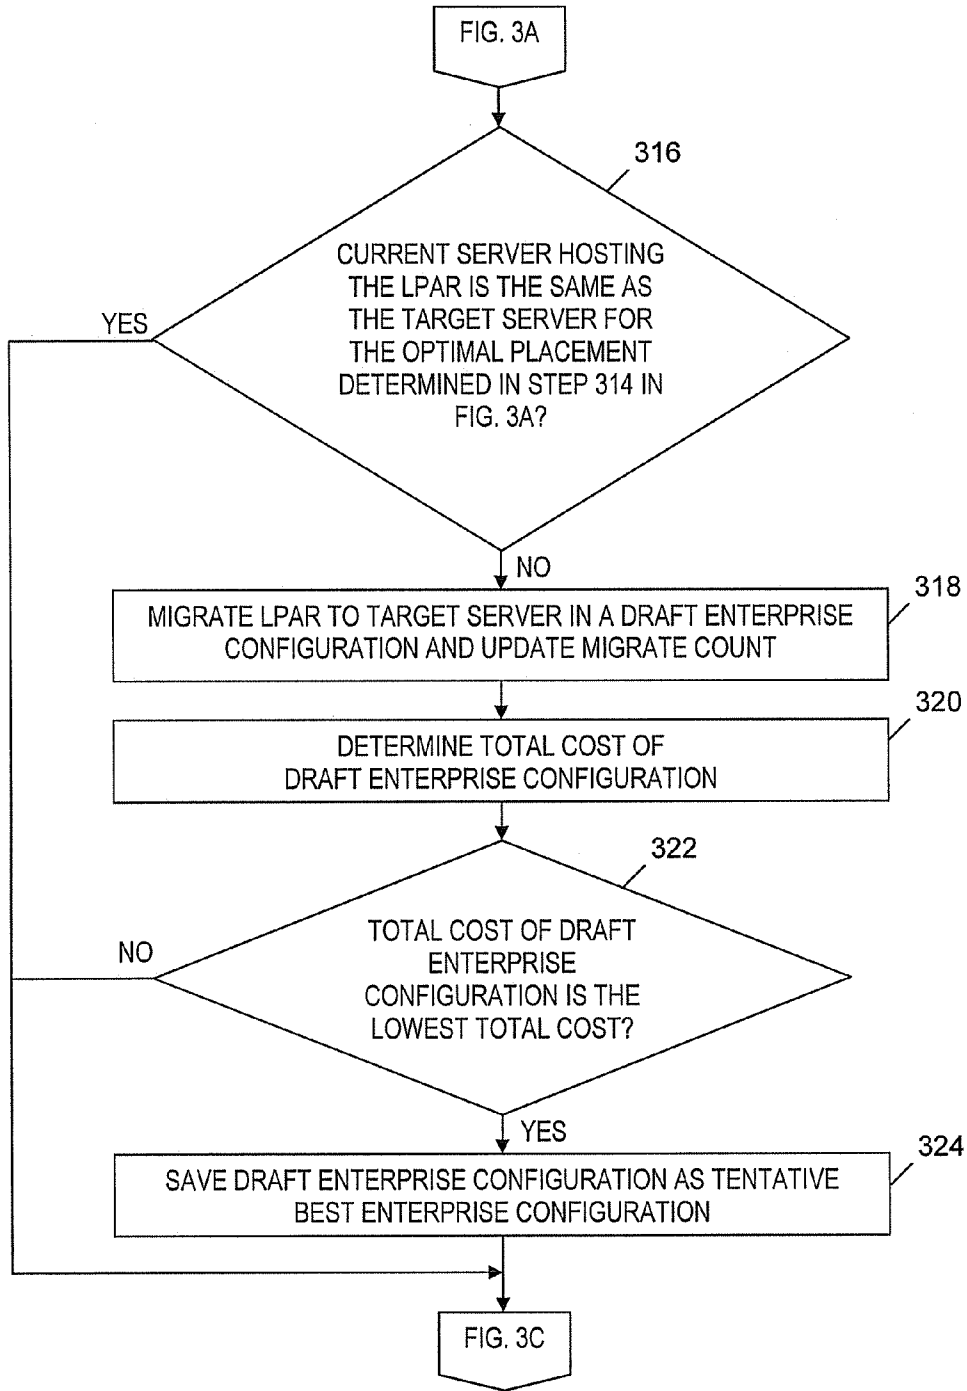 FIG. 3A
316
CURRENT SERVER HOSTING
THE LPAR IS THE SAME AS
THE TARGET SERVER FOR
THE OPTIMAL PLACEMENT
DETERMINED IN STEP 314 IN
FIG. 3A?
YES
NO
318
MIGRATE LPAR TO TARGET SERVER IN A DRAFT ENTERPRISE
CONFIGURATION AND UPDATE MIGRATE COUNT
320
DETERMINE TOTAL COST OF
DRAFT ENTERPRISE CONFIGURATION
322
TOTAL COST OF DRAFT
ENTERPRISE
CONFIGURATION IS THE
LOWEST TOTAL COST?
NO
YES
324
SAVE DRAFT ENTERPRISE CONFIGURATION AS TENTATIVE
BEST ENTERPRISE CONFIGURATION
FIG. 3C